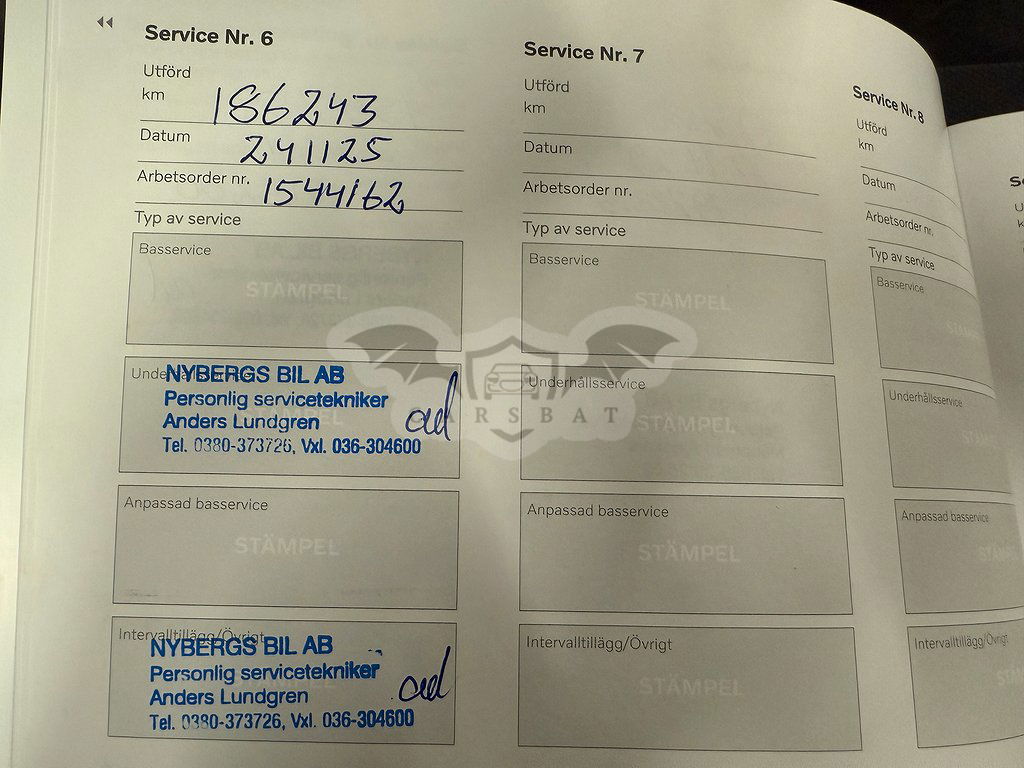 Service Nr. 6
Utförd
km 186243
Datum 241125
Arbetsorder nr. 1544162
Typ av service
Basservice
STÄMPEL
NYBERGS BIL AB
Personlig servicetekniker
Anders Lundgren
Tel. 0380-373726, Vxl. 036-304600
Anpassad basservice
STÄMPEL
Intervalltillägg/Övrigt
NYBERGS BIL AB
Personlig servicetekniker
Anders Lundgren
Tel. 0380-373726, Vxl. 036-304600
Service Nr. 7
Utförd
km
Datum
Arbetsorder nr.
Typ av service
Basservice
STÄMPEL
Underhållsservice
STÄMPEL
Anpassad basservice
STÄMPEL
Intervalltillägg/Övrigt
STÄMPEL
Service Nr. 8
Utförd
km
Datum
Arbetsorder nr.
Typ av service
Basservice
Underhållsservice
Anpassad basservice
Intervalltillägg/Övrigt
CARSBAT